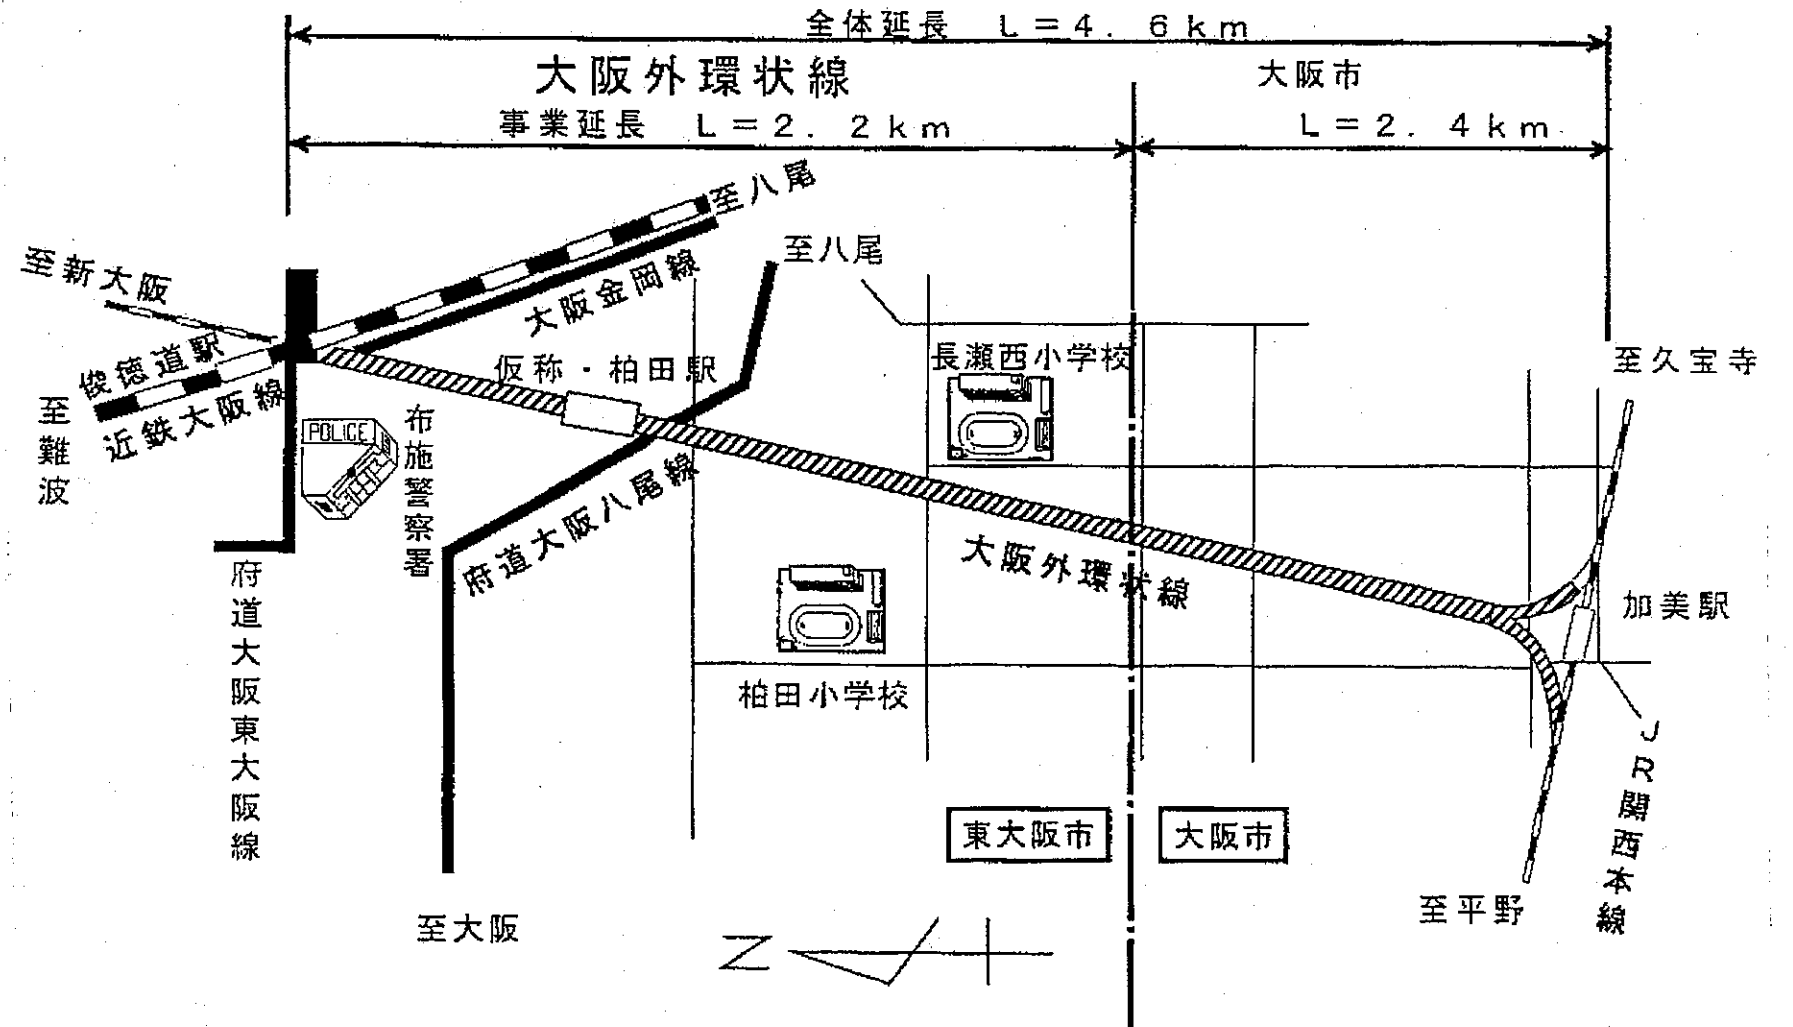 全体延長 L=4.6km
大阪外環状線
大阪市
事業延長 L=2.2km
L=2.4km
至八尾
至八尾
至新大阪
大阪金岡線
俊徳道駅
仮称・柏田駅
長瀬西小学校
至久宝寺
近鉄大阪線
至難波
POLICE
布施警察署
府道大阪八尾線
大阪外環状線
加美駅
府道大阪東大阪線
柏田小学校
JR関西本線
東大阪市
大阪市
至平野
至大阪
N